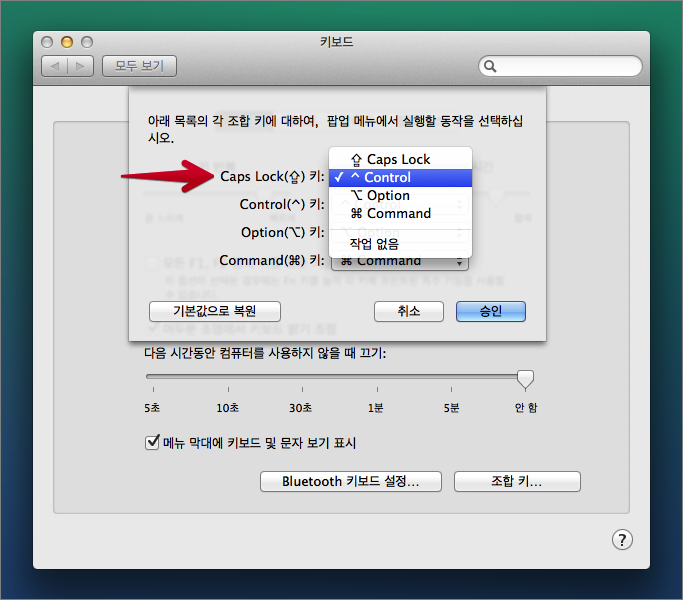 키보드
모두 보기
아래 목록의 각 조합 키에 대하여, 팝업 메뉴에서 실행할 동작을 선택하십
시오.
⇪ Caps Lock
Caps Lock(⇪) 키: ✓ ^ Control
Control(^) 키: ⌥ Option
⌘ Command
Option(⌥) 키: 작업 없음
Command(⌘) 키: ⌘ Command
기본값으로 복원 취소 승인
다음 시간동안 컴퓨터를 사용하지 않을 때 끄기:
5초 10초 30초 1분 5분 안 함
메뉴 막대에 키보드 및 문자 보기 표시
Bluetooth 키보드 설정... 조합 키...
?